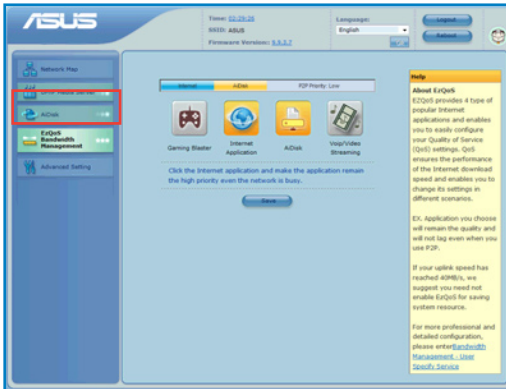 ASUS
Time: 22:29:26
SSID: ASUS
Firmware Version:
Language:
English
Logout
Reboot
Network Map
UPnP Media Server
AiDisk
EzQoS
Bandwidth
Management
Advanced Setting
Internet
AiDisk
P2P Priority: Low
Gaming Blaster
Internet
Application
AiDisk
Voip/Video
Streaming
Click the Internet application and make the application remain
the high priority even the network is busy.
Save
Help
About EzQoS
EZQoS provides 4 type of
popular Internet
applications and enables
you to easily configure
your Quality of Service
(QoS) settings. QoS
ensures the performance
of the Internet download
speed and enables you to
change its settings in
different scenarios.
EX. Application you choose
will remain the quality and
will not lag even when you
use P2P.
If your uplink speed has
reached 40MB/s, we
suggest you need not
enable EzQoS for saving
system resource.
For more professional and
detailed configuration,
please enterBandwidth
Management - User
Specify Service